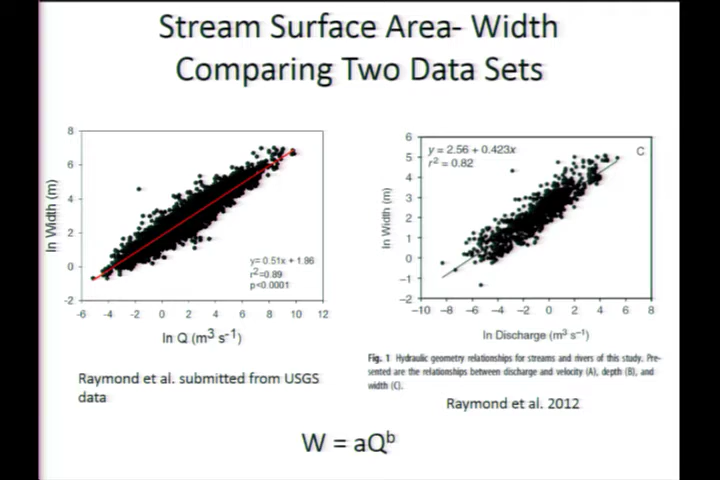 Stream Surface Area- Width
Comparing Two Data Sets
8
6
4
2
0
-2
-6 -4 -2 0 2 4 6 8 10 12
ln Width (m)
ln Q (m³ s⁻¹)
y= 0.51x + 1.86
r²=0.89
p<0.0001
Raymond et al. submitted from USGS
data
6
5
4
3
2
1
0
−1
−2
−10 −8 −6 −4 −2 0 2 4 6 8
ln Width (m)
y = 2.56 + 0.423x
r² = 0.82
C
ln Discharge (m³ s⁻¹)
Fig. 1 Hydraulic geometry relationships for streams and rivers of this study. Pre-
sented are the relationships between discharge and velocity (A), depth (B), and
width (C).
Raymond et al. 2012
W = aQᵇ